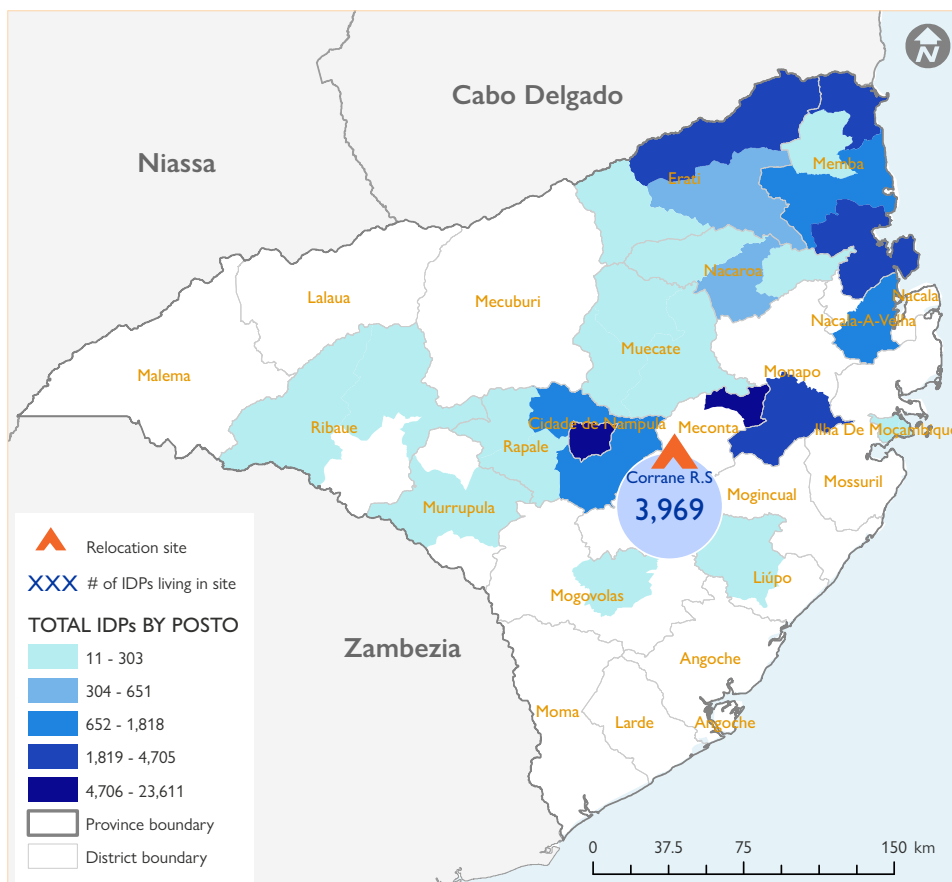 N
Cabo Delgado
Niassa
Memba
Erati
Nacaroa
Lalaua
Mecuburi
Nacala
Nacala-A-Velha
Muecate
Malema
Monapo
Ribaue
Cidade de Nampula
Meconta
Ilha De Moçambique
Rapale
Corrane R.S
3,969
Mogincual
Mossuril
Murrupula
Liúpo
Mogovolas
Zambezia
Angoche
Moma
Larde
Angoche
Relocation site
XXX # of IDPs living in site
TOTAL IDPs BY POSTO
11 - 303
304 - 651
652 - 1,818
1,819 - 4,705
4,706 - 23,611
Province boundary
District boundary
0 37.5 75 150 km